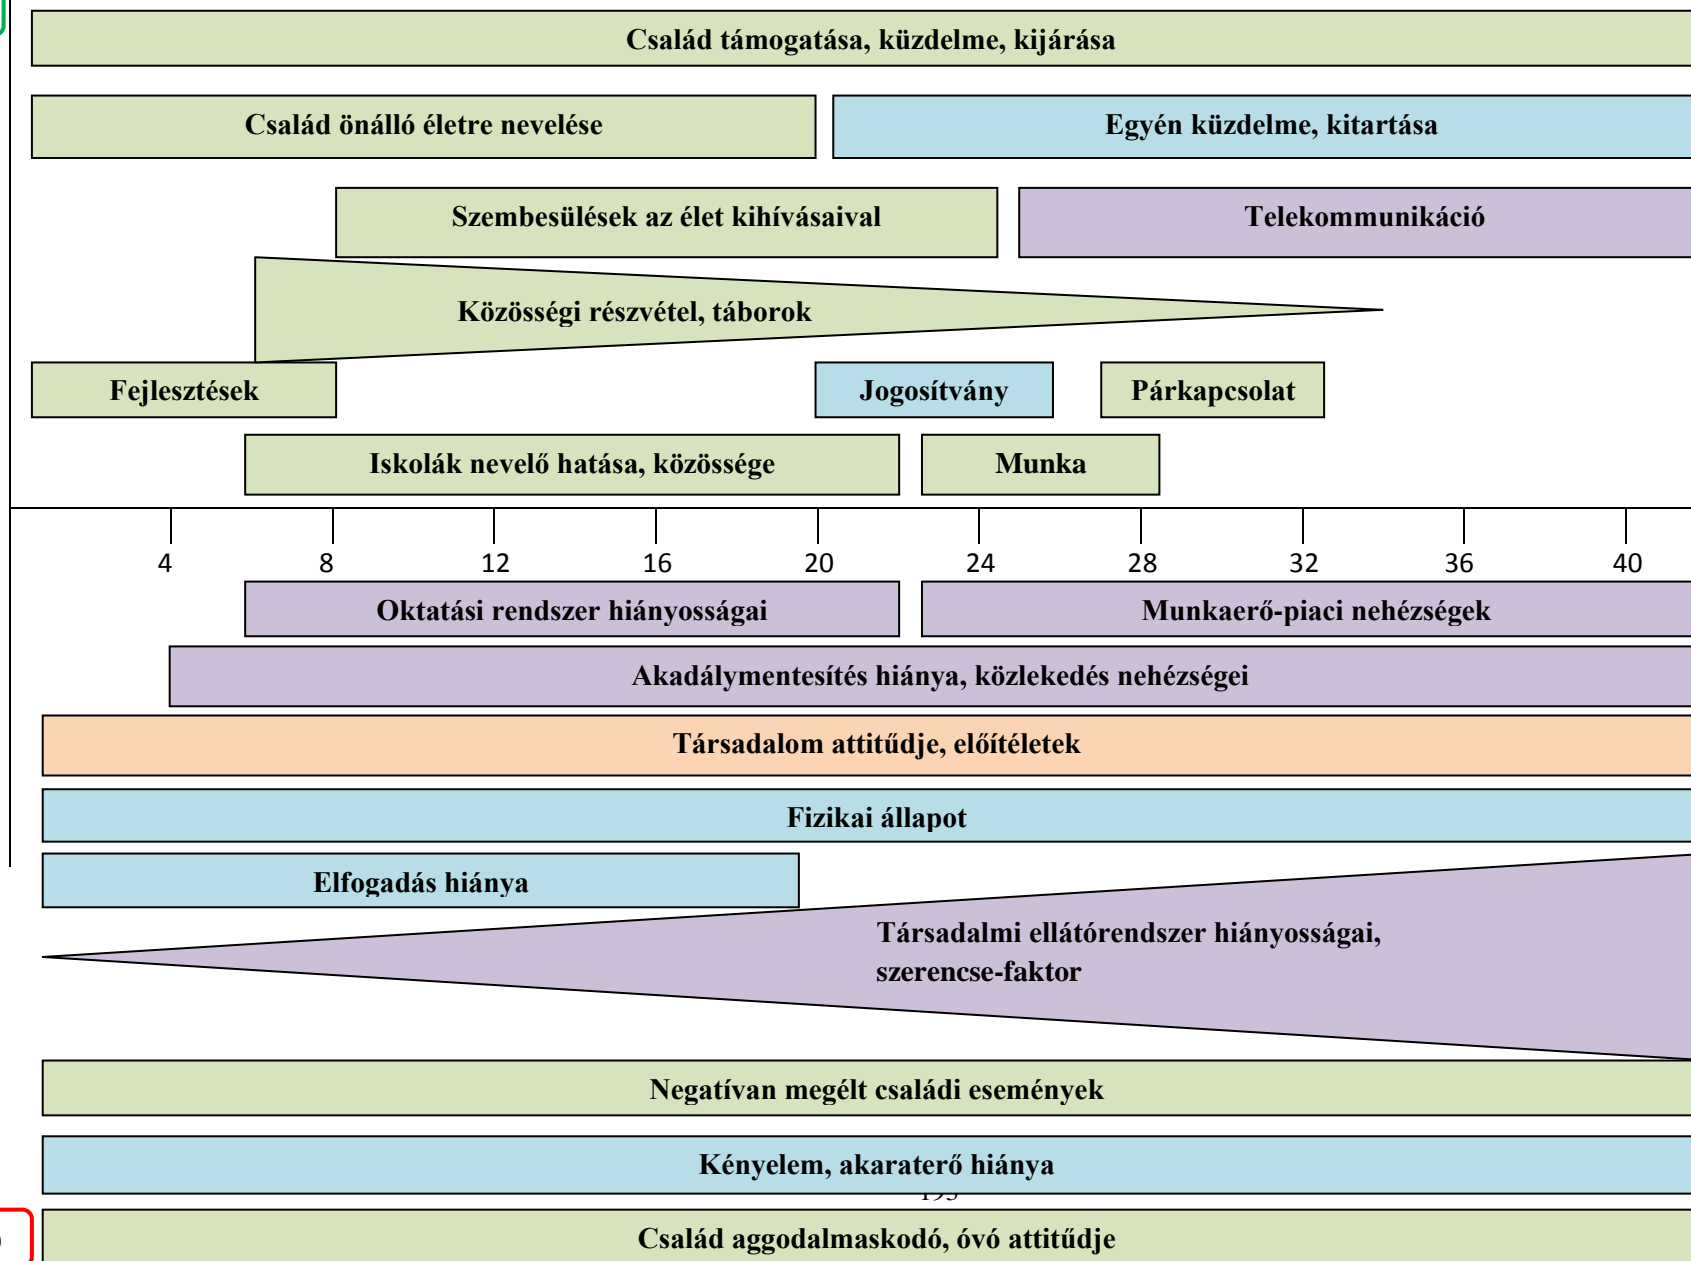 Család támogatása, küzdelme, kijárása
Család önálló életre nevelése
Egyén küzdelme, kitartása
Szembesülések az élet kihívásaival
Telekommunikáció
Közösségi részvétel, táborok
Fejlesztések
Jogosítvány
Párkapcsolat
Iskolák nevelő hatása, közössége
Munka
4 8 12 16 20 24 28 32 36 40
Oktatási rendszer hiányosságai
Munkaerő-piaci nehézségek
Akadálymentesítés hiánya, közlekedés nehézségei
Társadalom attitűdje, előítéletek
Fizikai állapot
Elfogadás hiánya
Társadalmi ellátórendszer hiányosságai,
szerencse-faktor
Negatívan megélt családi események
Kényelem, akaraterő hiánya
Család aggodalmaskodó, óvó attitűdje